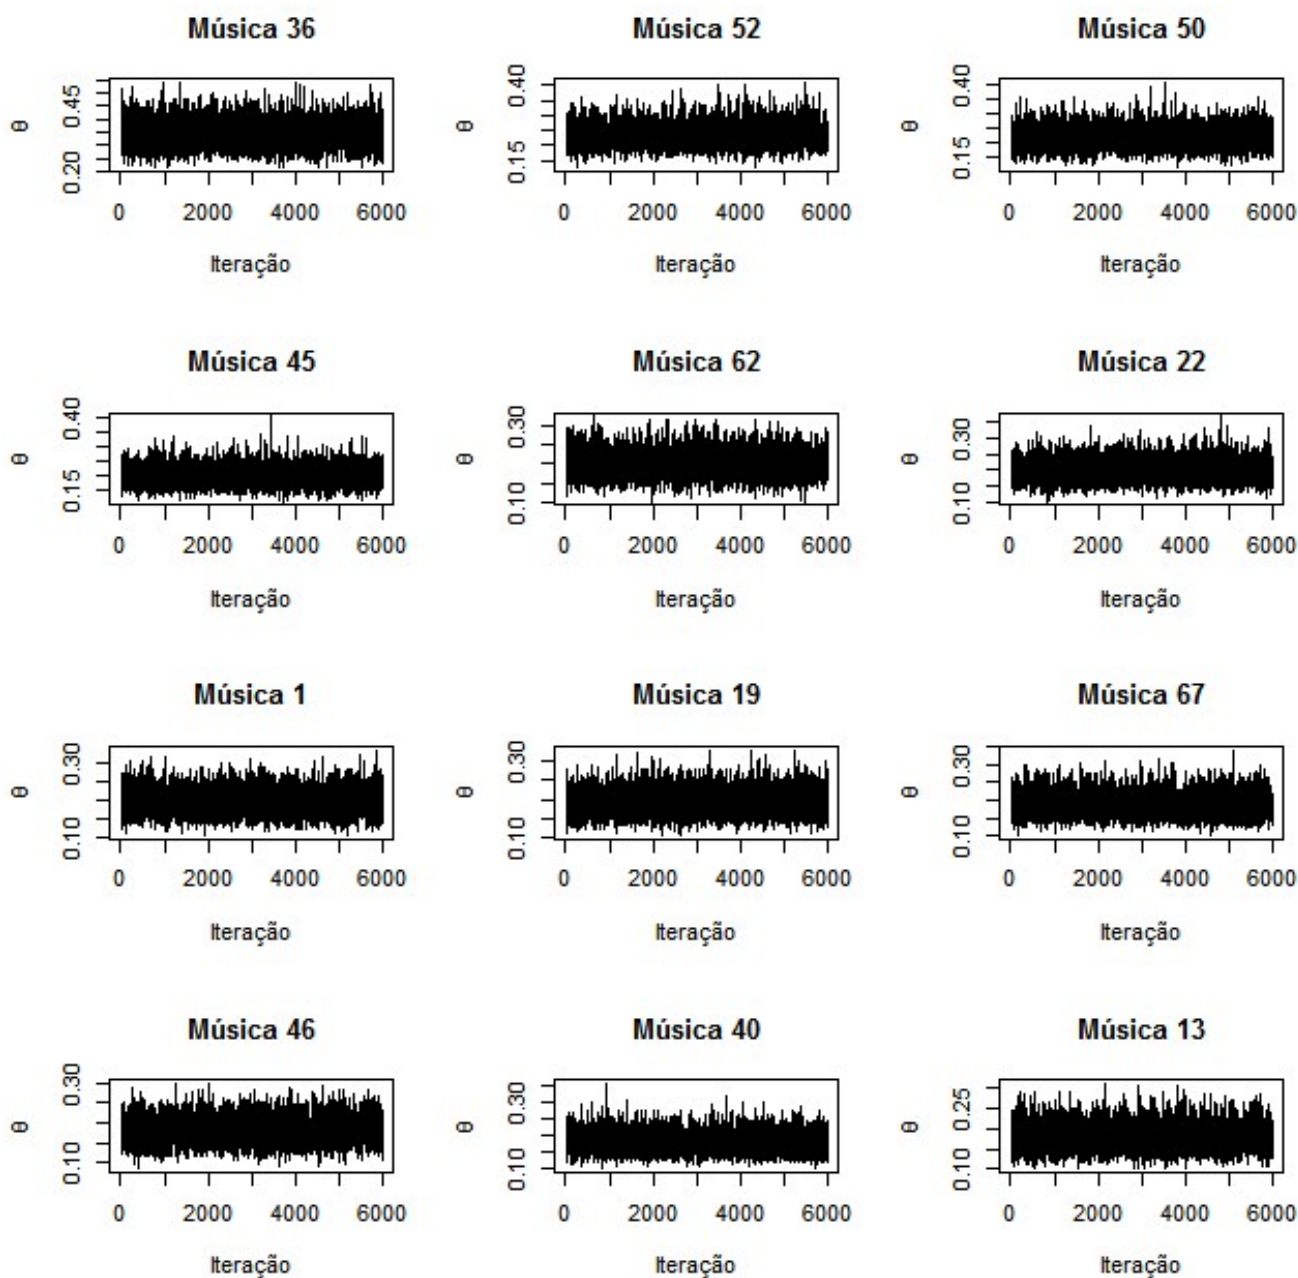 Música 36 Música 52 Música 50
θ 0.20 0.45 θ 0.15 0.40 θ 0.15 0.40
0 2000 4000 6000 0 2000 4000 6000 0 2000 4000 6000
Iteração Iteração Iteração
Música 45 Música 62 Música 22
θ 0.15 0.40 θ 0.10 0.30 θ 0.10 0.30
0 2000 4000 6000 0 2000 4000 6000 0 2000 4000 6000
Iteração Iteração Iteração
Música 1 Música 19 Música 67
θ 0.10 0.30 θ 0.10 0.30 θ 0.10 0.30
0 2000 4000 6000 0 2000 4000 6000 0 2000 4000 6000
Iteração Iteração Iteração
Música 46 Música 40 Música 13
θ 0.10 0.30 θ 0.10 0.30 θ 0.10 0.25
0 2000 4000 6000 0 2000 4000 6000 0 2000 4000 6000
Iteração Iteração Iteração